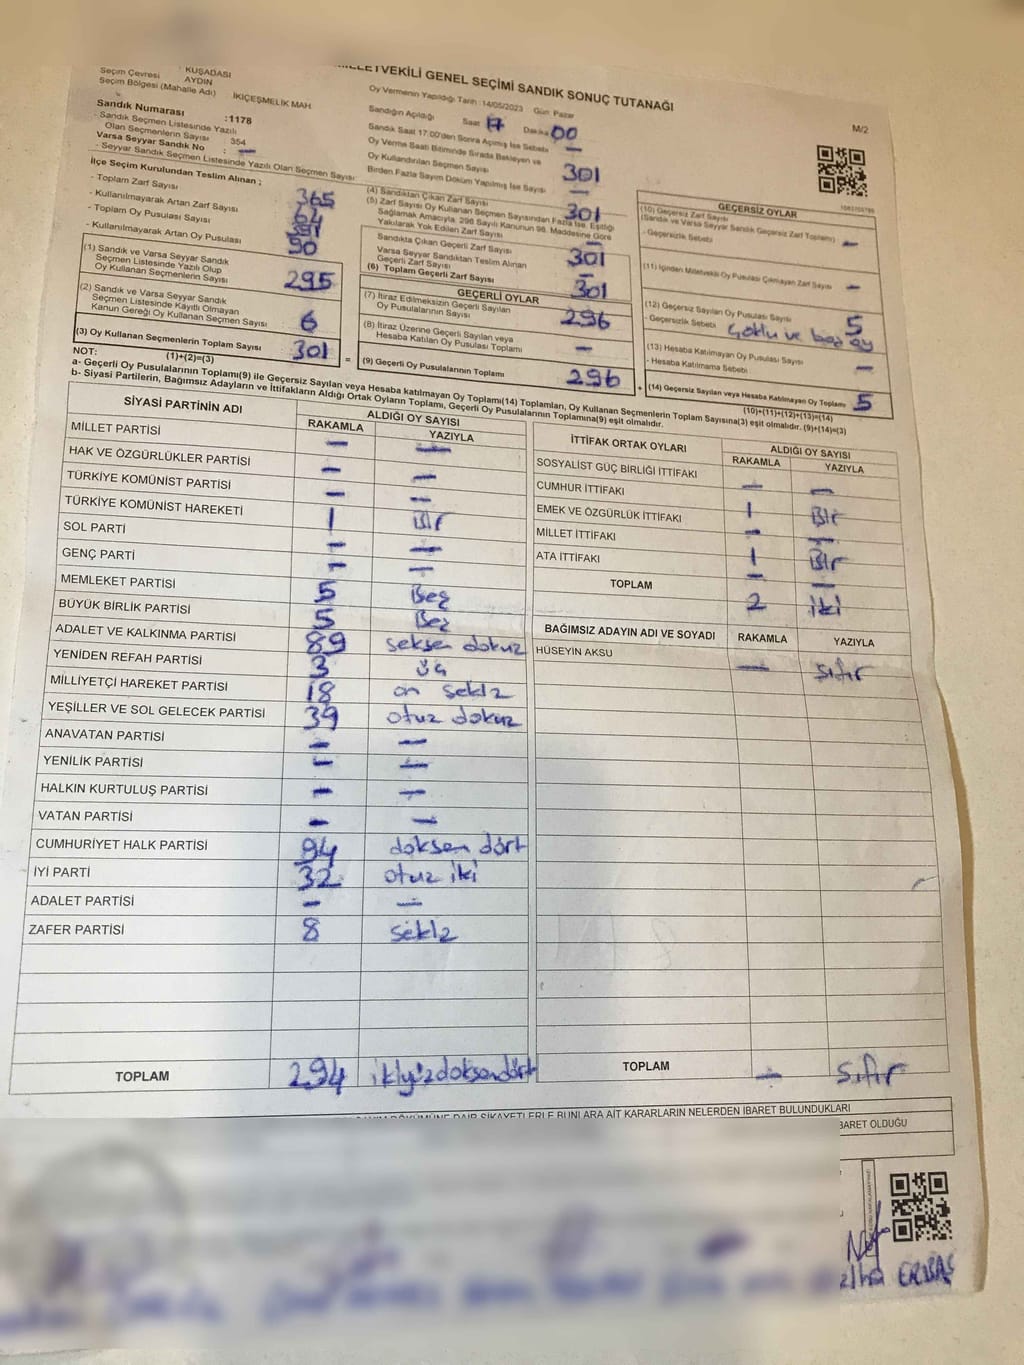 MİLLETVEKİLİ GENEL SEÇİMİ SANDIK SONUÇ TUTANAĞI
M/2
Seçim Çevresi KUŞADASI
AYDIN
Seçim Bölgesi (Mahalle Adı) İKİÇEŞMELİK MAH
Sandık Numarası :1178
- Sandık Seçmen Listesinde Yazılı
Olan Seçmenlerin Sayısı 354
Varsa Seyyar Sandık No : —
- Seyyar Sandık Seçmen Listesinde Yazılı Olan Seçmen Sayısı
İlçe Seçim Kurulundan Teslim Alınan ;
- Toplam Zarf Sayısı 365
- Kullanılmayarak Artan Zarf Sayısı 64
- Toplam Oy Pusulası Sayısı
- Kullanılmayarak Artan Oy Pusulası 90
(1) Sandık ve Varsa Seyyar Sandık
Seçmen Listesinde Yazılı Olup
Oy Kullanan Seçmenlerin Sayısı 295
(2) Sandık ve Varsa Seyyar Sandık
Seçmen Listesinde Kayıtlı Olmayan
Kanun Gereği Oy Kullanan Seçmen Sayısı 6
(3) Oy Kullanan Seçmenlerin Toplam Sayısı 301
(1)+(2)=(3)
Oy Vermenin Yapıldığı Tarih :14/05/2023 Gün Pazar
Sandığın Açıldığı Saat 17 Dakika 00
Sandık Saat 17:00'den Sonra Açılmış İse Sebebi —
Oy Verme Saati Bitiminde Sırada Bekleyen ve
Oy Kullandırılan Seçmen Sayısı 301
Birden Fazla Sayım Döküm Yapılmış İse Sayısı —
(4) Sandıktan Çıkan Zarf Sayısı 301
(5) Zarf Sayısı Oy Kullanan Seçmen Sayısından Fazla İse, Eşitliği
Sağlamak Amacıyla, 298 Sayılı Kanunun 98. Maddesine Göre
Yakılarak Yok Edilen Zarf Sayısı —
Sandıkta Çıkan Geçerli Zarf Sayısı 301
Varsa Seyyar Sandıktan Teslim Alınan
Geçerli Zarf Sayısı —
(6) Toplam Geçerli Zarf Sayısı 301
GEÇERLİ OYLAR
(7) İtiraz Edilmeksizin Geçerli Sayılan
Oy Pusulalarının Sayısı 296
(8) İtiraz Üzerine Geçerli Sayılan veya
Hesaba Katılan Oy Pusulası Toplamı —
= (9) Geçerli Oy Pusulalarının Toplamı 296
GEÇERSİZ OYLAR
(10) Geçersiz Zarf Sayısı
(Sandık ve Varsa Seyyar Sandık Geçersiz Zarf Toplamı) —
- Geçersizlik Sebebi
(11) İçinden Milletvekili Oy Pusulası Çıkmayan Zarf Sayısı —
(12) Geçersiz Sayılan Oy Pusulası Sayısı 5
- Geçersizlik Sebebi Çoklu ve boş oy
(13) Hesaba Katılmayan Oy Pusulası Sayısı —
- Hesaba Katılmama Sebebi
+ (14) Geçersiz Sayılan veya Hesaba Katılmayan Oy Toplamı 5
(10)+(11)+(12)+(13)=(14)
NOT:
a- Geçerli Oy Pusulalarının Toplamı(9) ile Geçersiz Sayılan veya Hesaba katılmayan Oy Toplamı(14) Toplamları, Oy Kullanan Seçmenlerin Toplam Sayısına(3) eşit olmalıdır. (9)+(14)=(3)
b- Siyasi Partilerin, Bağımsız Adayların ve İttifakların Aldığı Ortak Oyların Toplamı, Geçerli Oy Pusulalarının Toplamına(9) eşit olmalıdır.
SİYASİ PARTİNİN ADI ALDIĞI OY SAYISI
RAKAMLA YAZIYLA
MİLLET PARTİSİ — —
HAK VE ÖZGÜRLÜKLER PARTİSİ — —
TÜRKİYE KOMÜNİST PARTİSİ — —
TÜRKİYE KOMÜNİST HAREKETİ 1 Bir
SOL PARTİ — —
GENÇ PARTİ — —
MEMLEKET PARTİSİ 5 Beş
BÜYÜK BİRLİK PARTİSİ 5 Beş
ADALET VE KALKINMA PARTİSİ 89 seksen dokuz
YENİDEN REFAH PARTİSİ 3 üç
MİLLİYETÇİ HAREKET PARTİSİ 18 on sekiz
YEŞİLLER VE SOL GELECEK PARTİSİ 39 otuz dokuz
ANAVATAN PARTİSİ — —
YENİLİK PARTİSİ — —
HALKIN KURTULUŞ PARTİSİ — —
VATAN PARTİSİ — —
CUMHURİYET HALK PARTİSİ 94 doksan dört
İYİ PARTİ 32 otuz iki
ADALET PARTİSİ — —
ZAFER PARTİSİ 8 sekiz
TOPLAM 294 ikiyüzdoksandört
İTTİFAK ORTAK OYLARI ALDIĞI OY SAYISI
RAKAMLA YAZIYLA
SOSYALİST GÜÇ BİRLİĞİ İTTİFAKI — —
CUMHUR İTTİFAKI 1 Bir
EMEK VE ÖZGÜRLÜK İTTİFAKI — —
MİLLET İTTİFAKI 1 Bir
ATA İTTİFAKI — —
TOPLAM 2 iki
BAĞIMSIZ ADAYIN ADI VE SOYADI RAKAMLA YAZIYLA
HÜSEYİN AKSU — sıfır
TOPLAM — sıfır
DÖKÜMÜNE DAİR ŞİKAYETLERLE BUNLARA AİT KARARLARIN NELERDEN İBARET BULUNDUKLARI
BARET OLDUĞU
ERBAŞ